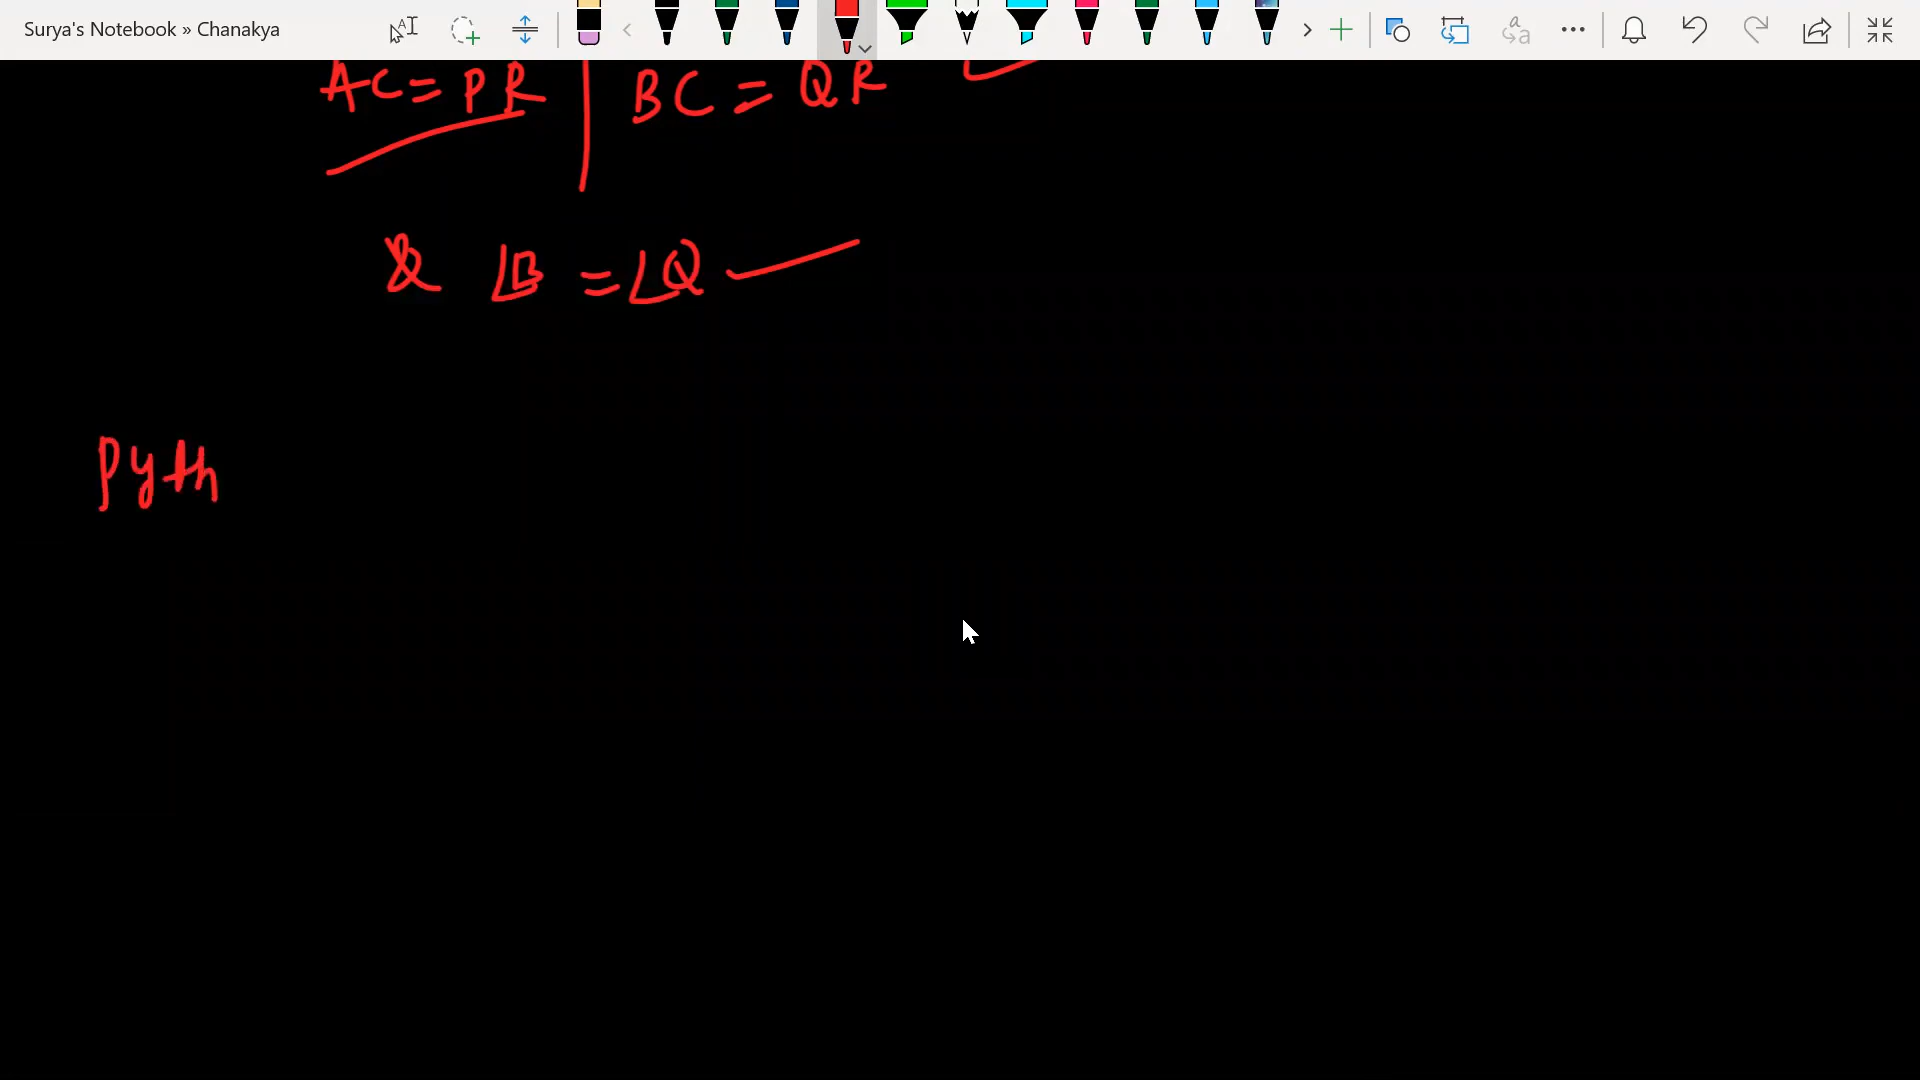 Surya's Notebook » Chanakya
AC = PR | BC = QR
& ∠B = ∠Q
Pyth